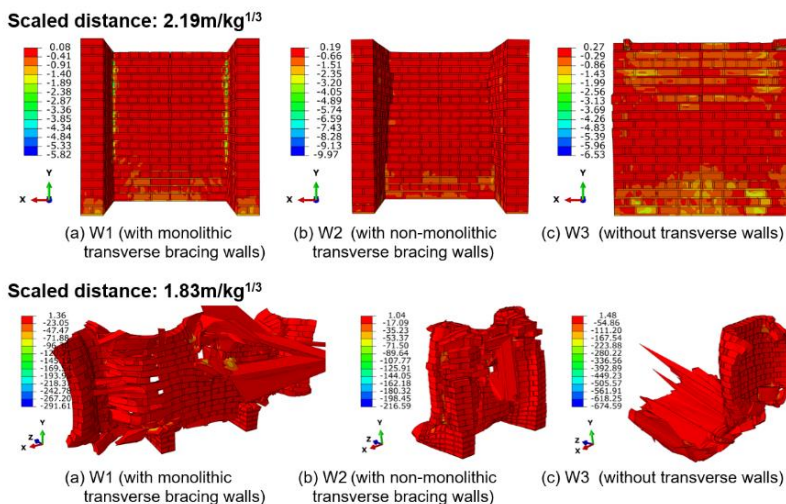 Scaled distance: 2.19m/kg1/3
0.08
-0.41
-0.91
-1.40
-1.89
-2.38
-2.87
-3.36
-3.85
-4.34
-4.84
-5.33
-5.82
Y
X
0.19
-0.66
-1.51
-2.35
-3.20
-4.05
-4.89
-5.74
-6.59
-7.43
-8.28
-9.13
-9.97
Y
X
0.27
-0.29
-0.86
-1.43
-1.99
-2.56
-3.13
-3.69
-4.26
-4.83
-5.39
-5.96
-6.53
Y
X
(a) W1 (with monolithic
transverse bracing walls)
(b) W2 (with non-monolithic
transverse bracing walls)
(c) W3 (without transverse walls)
Scaled distance: 1.83m/kg1/3
1.36
-23.05
-47.47
-71.88
-242.78
-267.20
-291.61
Y
Z
X
1.04
-17.09
-35.23
-53.37
-71.50
-89.64
-107.77
-125.91
-144.05
-162.18
-180.32
-198.45
-216.59
Y
Z
X
1.48
-54.86
-111.20
-167.54
-223.88
-280.22
-336.56
-392.89
-449.23
-505.57
-561.91
-618.25
-674.59
Y
Z
X
(a) W1 (with monolithic
transverse bracing walls)
(b) W2 (with non-monolithic
transverse bracing walls)
(c) W3 (without transverse walls)